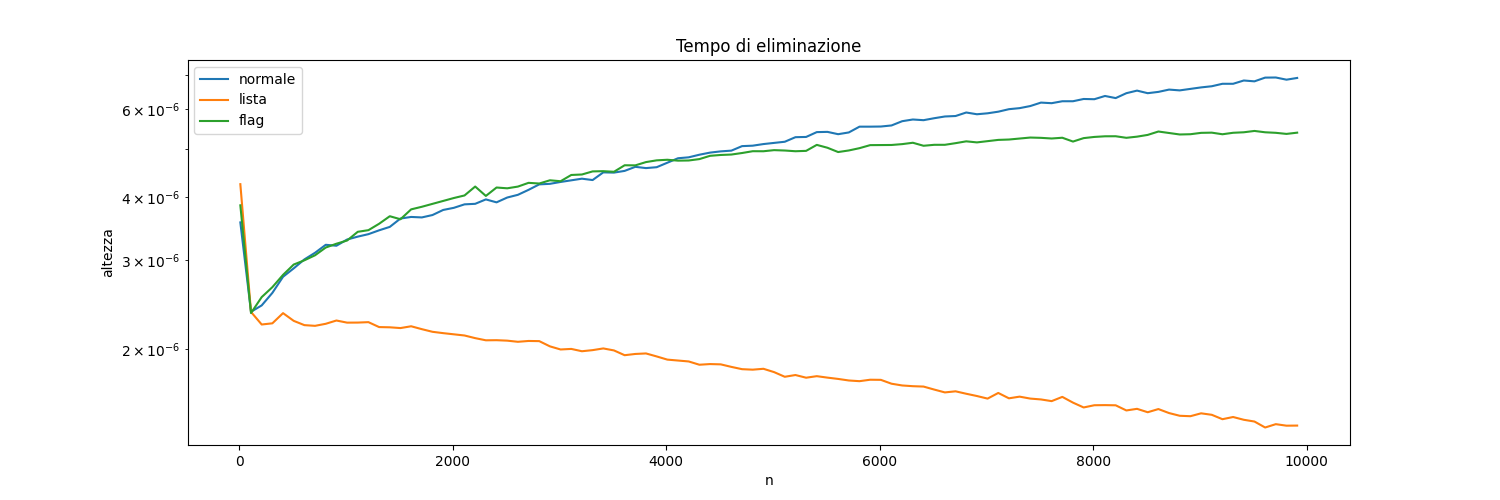 Tempo di eliminazione
normale
lista
flag
altezza
6 × 10⁻⁶
4 × 10⁻⁶
3 × 10⁻⁶
2 × 10⁻⁶
0 2000 4000 6000 8000 10000
n